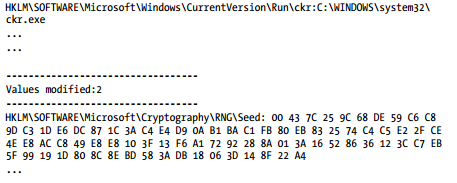 HKLM\SOFTWARE\Microsoft\Windows\CurrentVersion\Run\ckr:C:\WINDOWS\system32\
ckr.exe
...
...
----------------------------------
Values modified:2
----------------------------------
HKLM\SOFTWARE\Microsoft\Cryptography\RNG\Seed: 00 43 7C 25 9C 68 DE 59 C6 C8
9D C3 1D E6 DC 87 1C 3A C4 E4 D9 0A B1 BA C1 FB 80 EB 83 25 74 C4 C5 E2 2F CE
4E E8 AC C8 49 E8 E8 10 3F 13 F6 A1 72 92 28 8A 01 3A 16 52 86 36 12 3C C7 EB
5F 99 19 1D 80 8C 8E BD 58 3A DB 18 06 3D 14 8F 22 A4
...